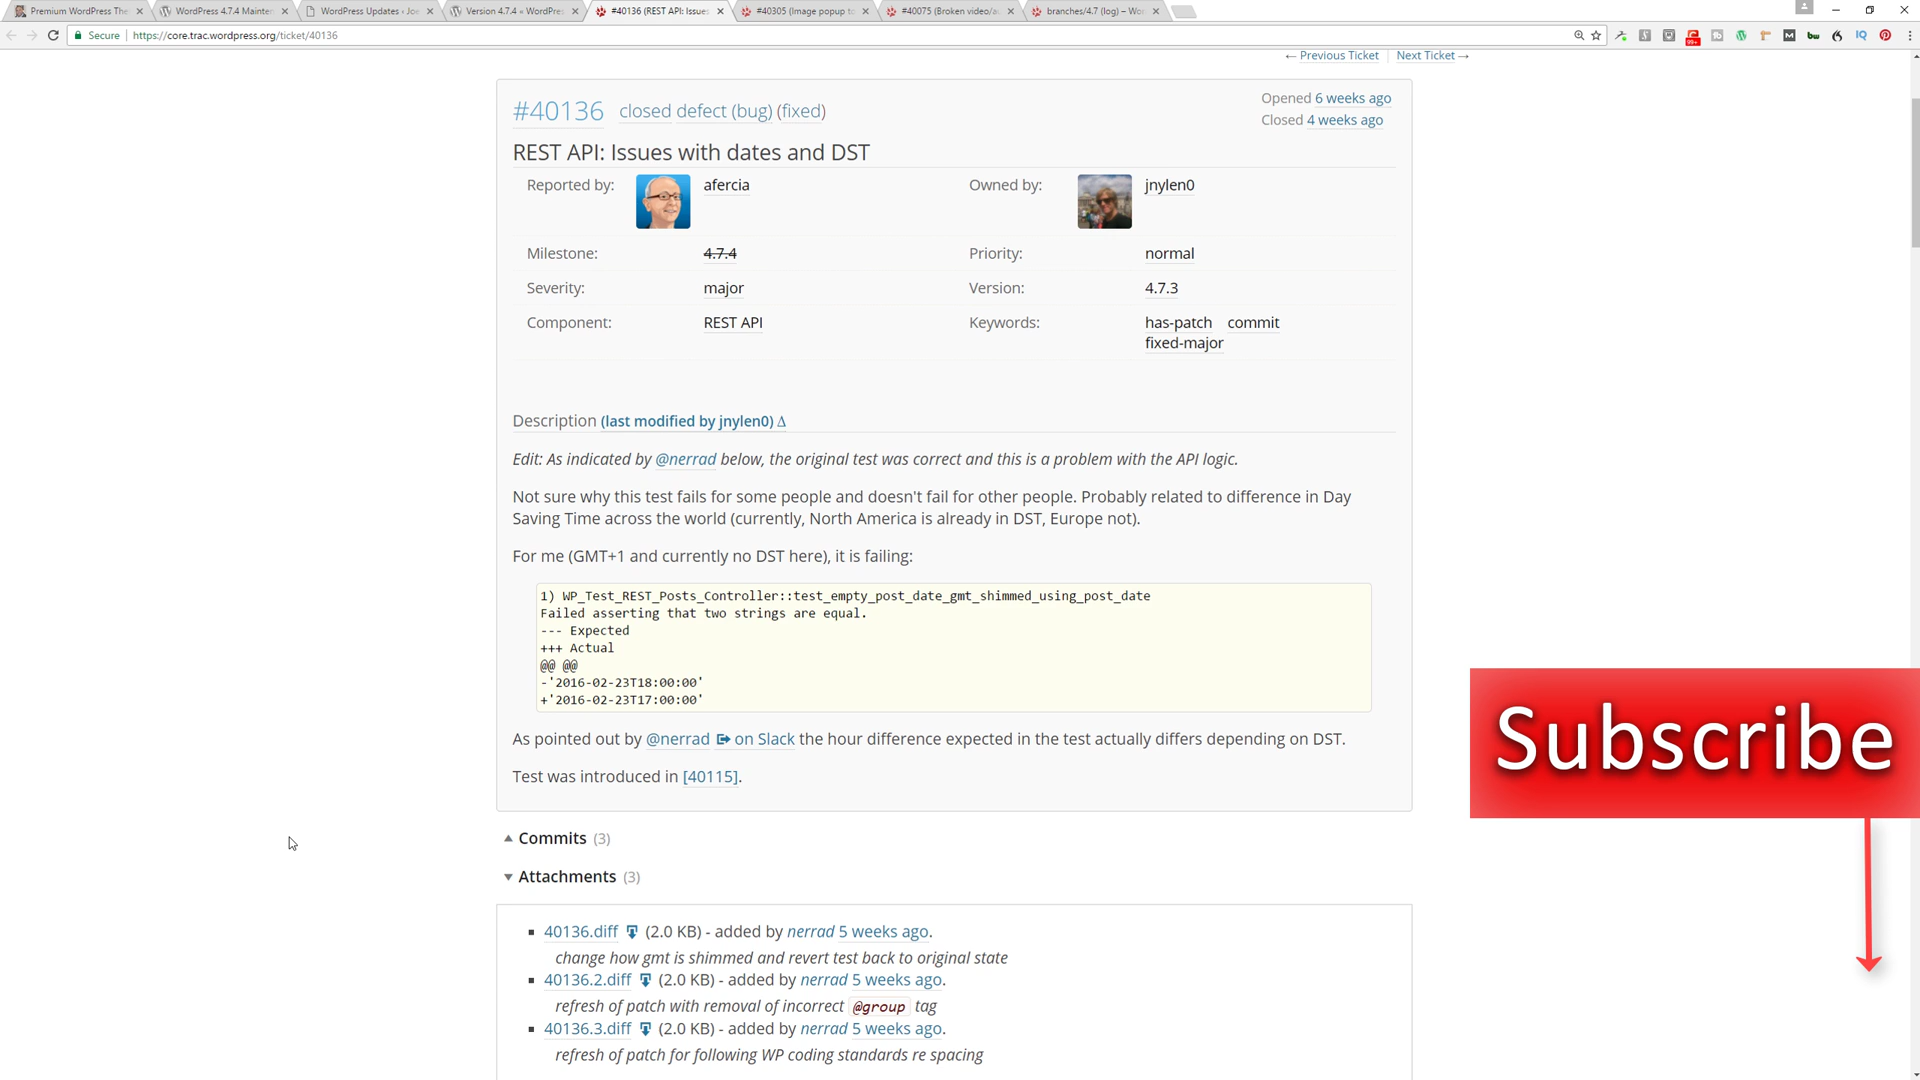 Premium WordPress The
WordPress 4.7.4 Mainten
WordPress Updates ‹ Joe
Version 4.7.4 « WordPres
#40136 (REST API: Issues
#40305 (Image popup to
#40075 (Broken video/au
branches/4.7 (log) – Wor
Secure https://core.trac.wordpress.org/ticket/40136
99+
bw
IQ
← Previous Ticket Next Ticket →
#40136 closed defect (bug) (fixed)
Opened 6 weeks ago
Closed 4 weeks ago
REST API: Issues with dates and DST
Reported by: afercia Owned by: jnylen0
Milestone: 4.7.4 Priority: normal
Severity: major Version: 4.7.3
Component: REST API Keywords: has-patch commit
fixed-major
Description (last modified by jnylen0) Δ
Edit: As indicated by @nerrad below, the original test was correct and this is a problem with the API logic.
Not sure why this test fails for some people and doesn't fail for other people. Probably related to difference in Day
Saving Time across the world (currently, North America is already in DST, Europe not).
For me (GMT+1 and currently no DST here), it is failing:
1) WP_Test_REST_Posts_Controller::test_empty_post_date_gmt_shimmed_using_post_date
Failed asserting that two strings are equal.
--- Expected
+++ Actual
@@ @@
-'2016-02-23T18:00:00'
+'2016-02-23T17:00:00'
As pointed out by @nerrad on Slack the hour difference expected in the test actually differs depending on DST.
Test was introduced in [40115].
Subscribe
Commits (3)
Attachments (3)
40136.diff (2.0 KB) - added by nerrad 5 weeks ago.
change how gmt is shimmed and revert test back to original state
40136.2.diff (2.0 KB) - added by nerrad 5 weeks ago.
refresh of patch with removal of incorrect @group tag
40136.3.diff (2.0 KB) - added by nerrad 5 weeks ago.
refresh of patch for following WP coding standards re spacing